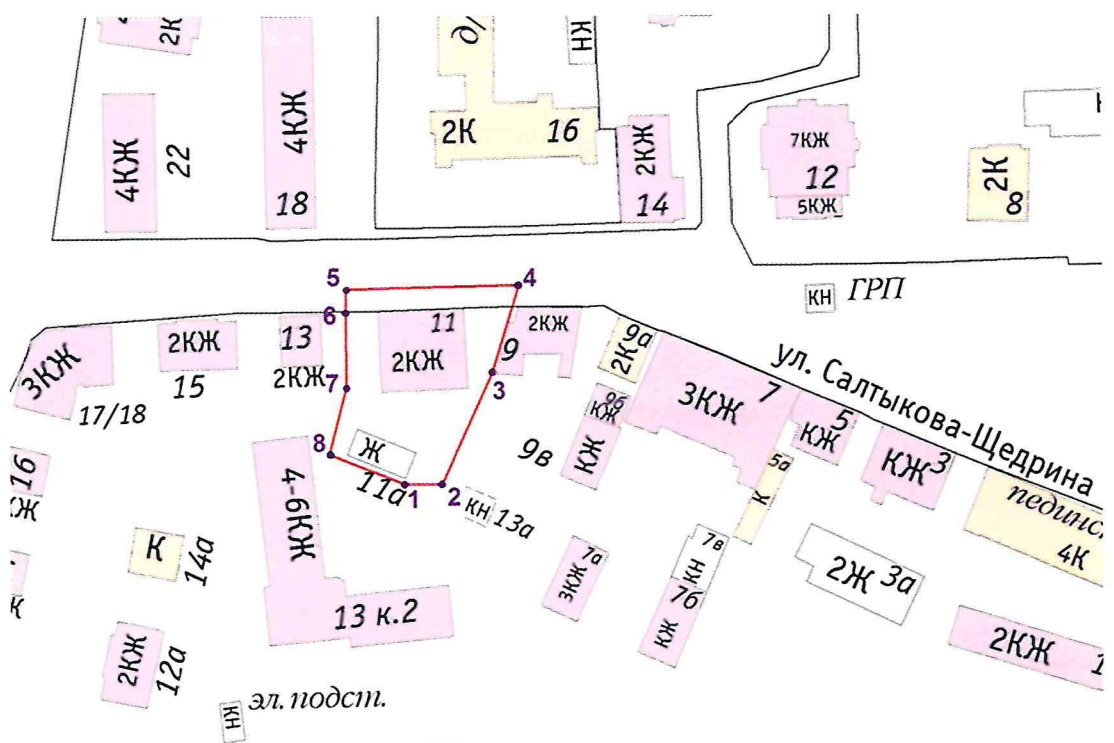 2К
д/
КН
4КЖ
22
4КЖ
18
2К
16
2КЖ
14
7КЖ
12
5КЖ
2К
8
5
4
6
ГРП
КН
3КЖ
17/18
2КЖ
15
13
2КЖ
11
2КЖ
2КЖ
9
3
7
9а
2К
ул. Салтыкова-Щедрина
7
3КЖ
9б
КЖ
КЖ
9в
5
КЖ
3
КЖ
5а
К
8
Ж
11а
1
2
КН
13а
16
КЖ
4-6КЖ
К
14а
13 к.2
2КЖ
12а
3КЖ
7а
7в
КН
7б
КЖ
2Ж
3а
4К
2КЖ
1
КН
эл. подст.